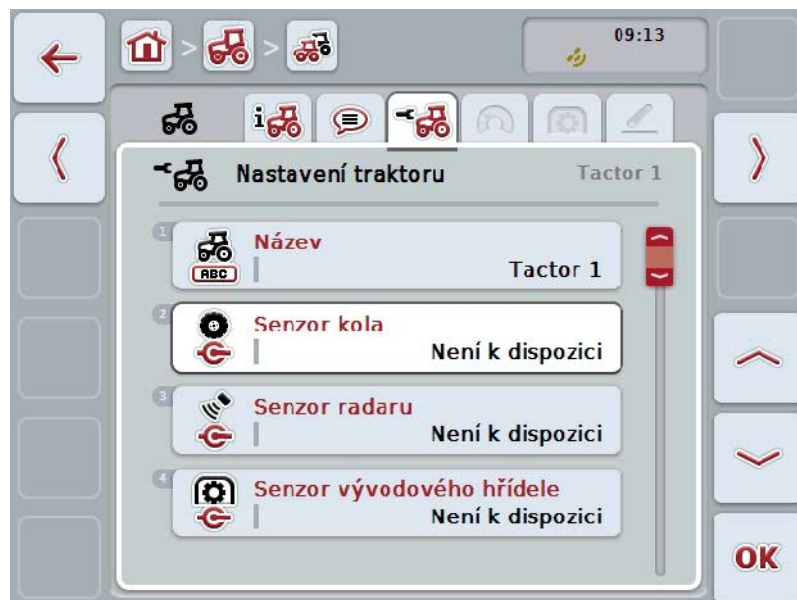 09:13
Nastavení traktoru Tactor 1
1 Název
ABC Tactor 1
2 Senzor kola
Není k dispozici
3 Senzor radaru
Není k dispozici
4 Senzor vývodového hřídele
Není k dispozici
OK